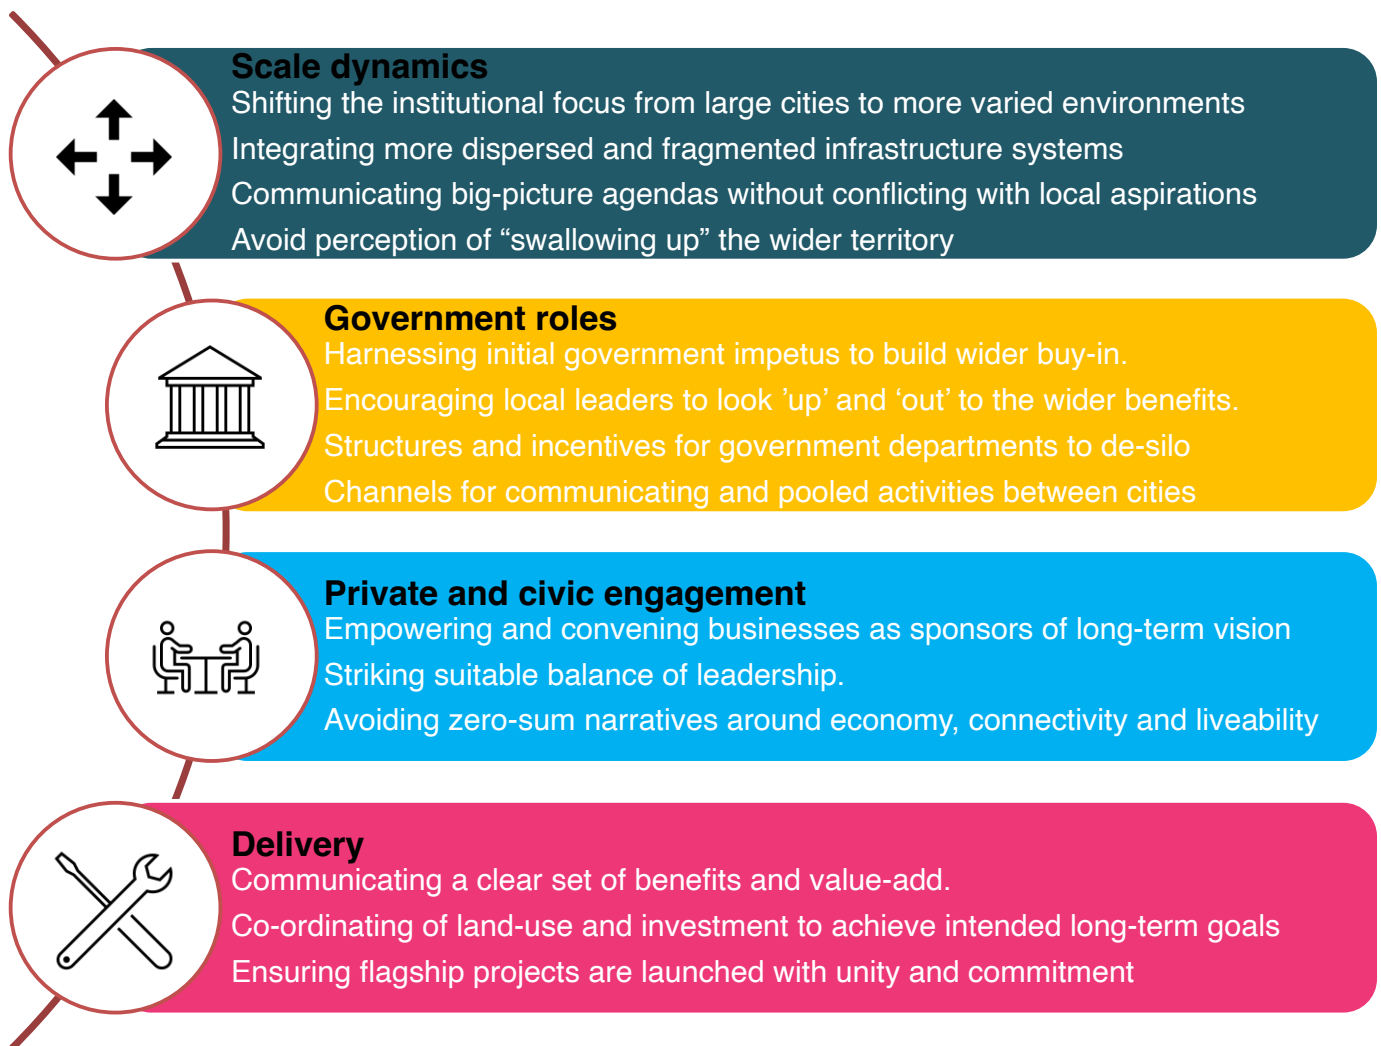 Scale dynamics
Shifting the institutional focus from large cities to more varied environments
Integrating more dispersed and fragmented infrastructure systems
Communicating big-picture agendas without conflicting with local aspirations
Avoid perception of “swallowing up” the wider territory
Government roles
Harnessing initial government impetus to build wider buy-in.
Encouraging local leaders to look ’up’ and ‘out’ to the wider benefits.
Structures and incentives for government departments to de-silo
Channels for communicating and pooled activities between cities
Private and civic engagement
Empowering and convening businesses as sponsors of long-term vision
Striking suitable balance of leadership.
Avoiding zero-sum narratives around economy, connectivity and liveability
Delivery
Communicating a clear set of benefits and value-add.
Co-ordinating of land-use and investment to achieve intended long-term goals
Ensuring flagship projects are launched with unity and commitment